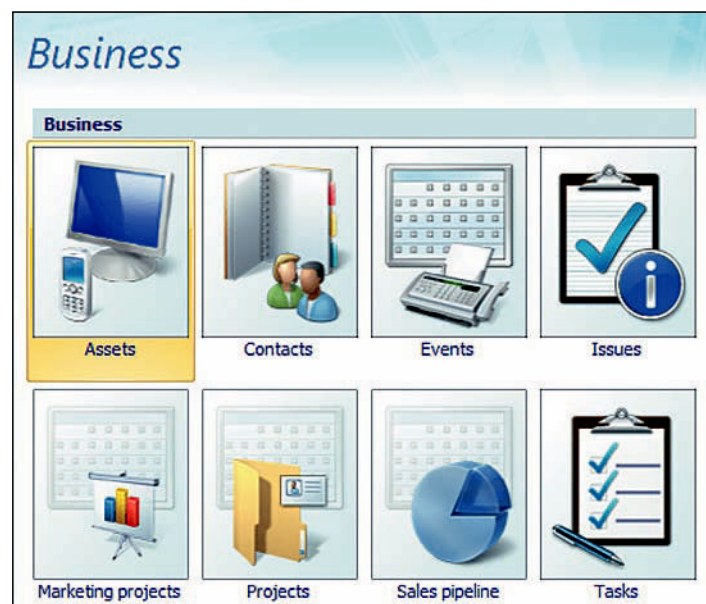 Business
Business
Assets Contacts Events Issues
Marketing projects Projects Sales pipeline Tasks